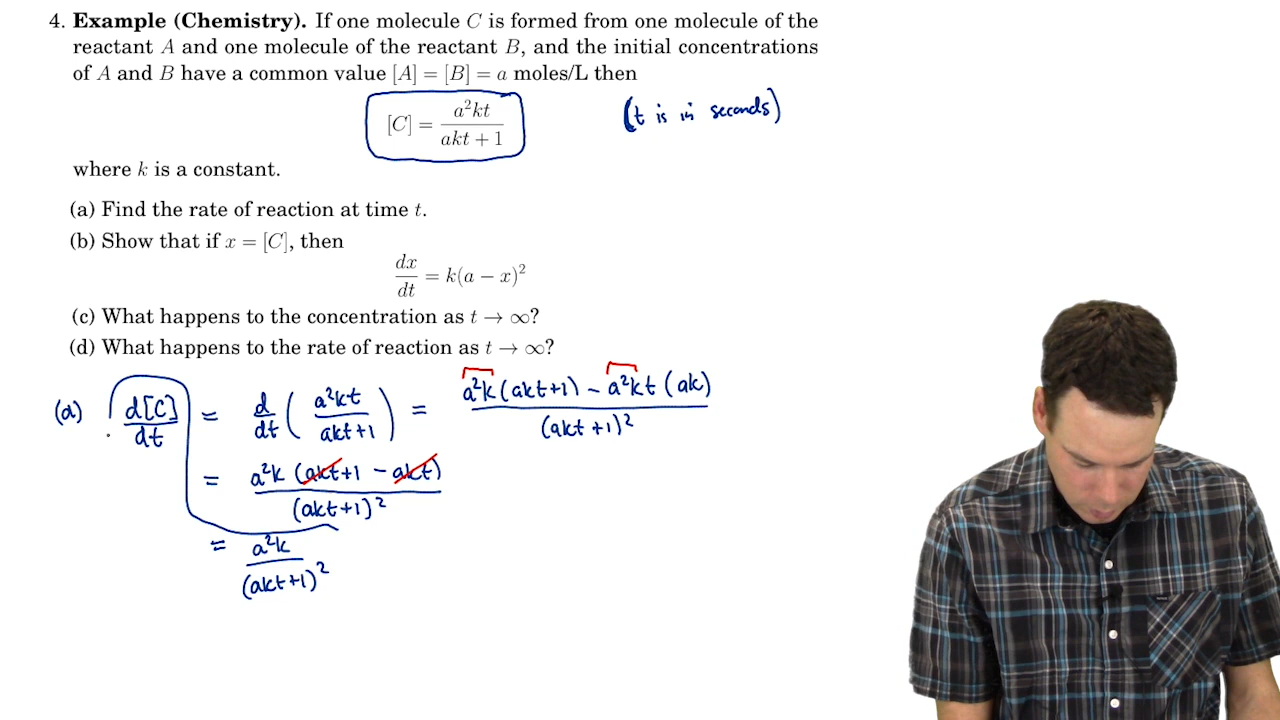 4. Example (Chemistry). If one molecule C is formed from one molecule of the
reactant A and one molecule of the reactant B, and the initial concentrations
of A and B have a common value [A] = [B] = a moles/L then
[C] = a²kt / (akt + 1) (t is in seconds)
where k is a constant.
(a) Find the rate of reaction at time t.
(b) Show that if x = [C], then
dx/dt = k(a − x)²
(c) What happens to the concentration as t → ∞?
(d) What happens to the rate of reaction as t → ∞?
(a) d[C]/dt = d/dt (a²kt / (akt+1)) = (a²k(akt+1) − a²kt(ak)) / (akt+1)²
= a²k(akt+1 − akt) / (akt+1)²
= a²k / (akt+1)²